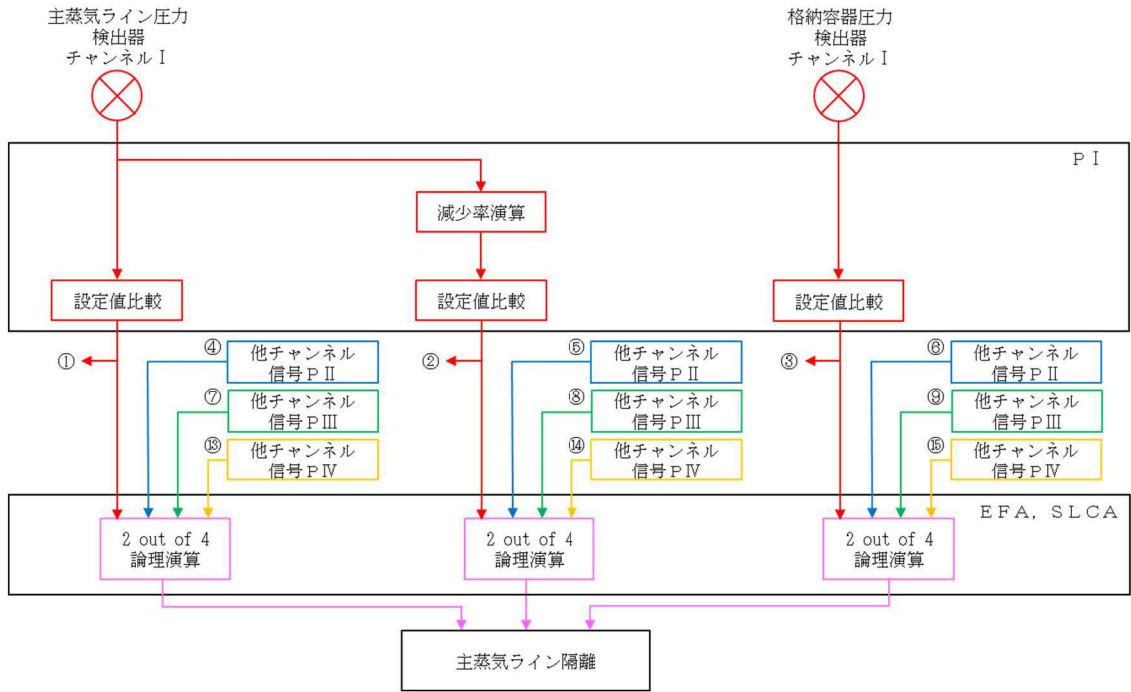 主蒸気ライン圧力
検出器
チャンネルⅠ
格納容器圧力
検出器
チャンネルⅠ
ＰⅠ
減少率演算
設定値比較
設定値比較
設定値比較
①
④
他チャンネル
信号ＰⅡ
⑦
他チャンネル
信号ＰⅢ
⑬
他チャンネル
信号ＰⅣ
②
⑤
他チャンネル
信号ＰⅡ
⑧
他チャンネル
信号ＰⅢ
⑭
他チャンネル
信号ＰⅣ
③
⑥
他チャンネル
信号ＰⅡ
⑨
他チャンネル
信号ＰⅢ
⑮
他チャンネル
信号ＰⅣ
ＥＦＡ，ＳＬＣＡ
2 out of 4
論理演算
2 out of 4
論理演算
2 out of 4
論理演算
主蒸気ライン隔離